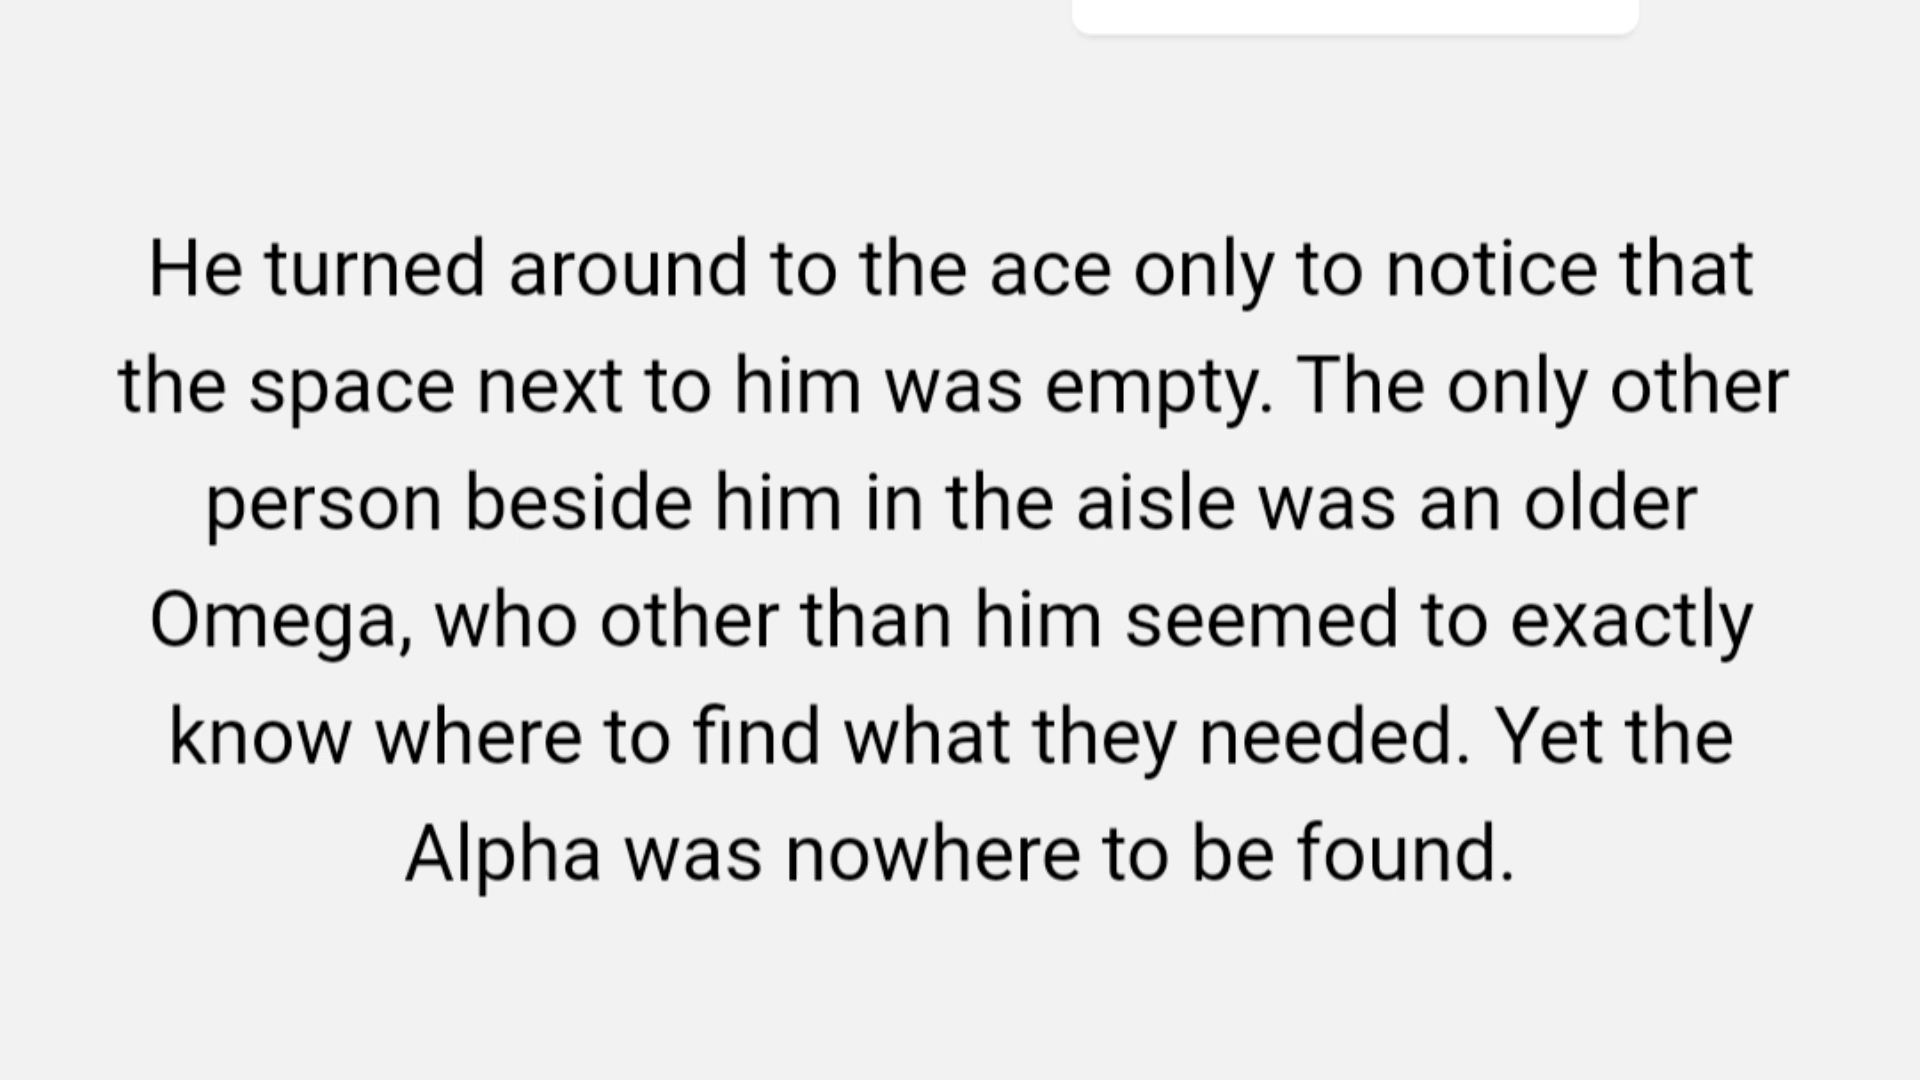 He turned around to the ace only to notice that
the space next to him was empty. The only other
person beside him in the aisle was an older
Omega, who other than him seemed to exactly
know where to find what they needed. Yet the
Alpha was nowhere to be found.